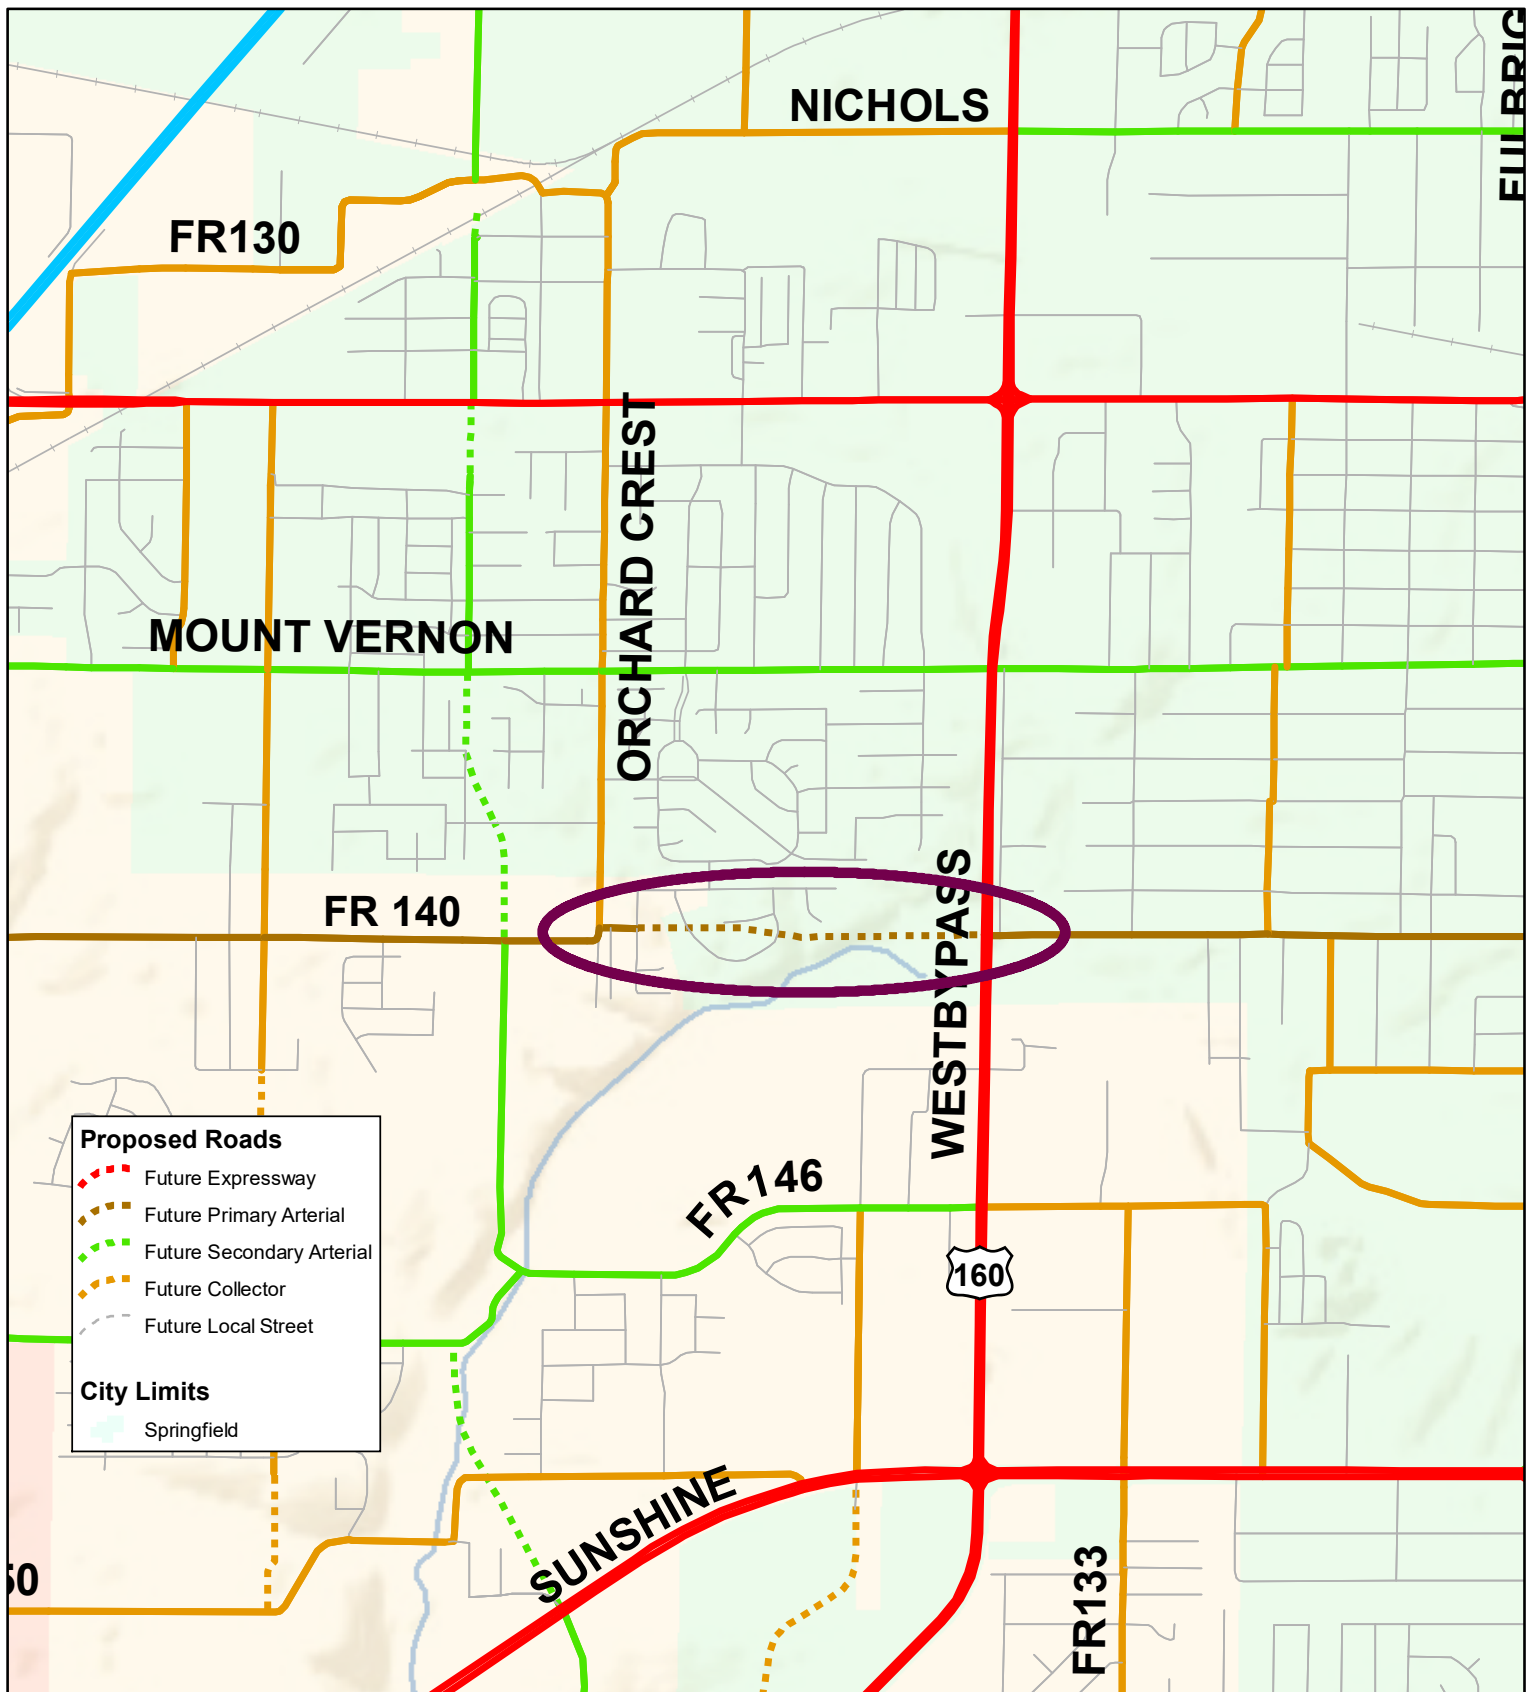 NICHOLS
FR130
ORCHARD CREST
MOUNT VERNON
FR 140
WESTBYPASS
Proposed Roads
Future Expressway
Future Primary Arterial
Future Secondary Arterial
Future Collector
Future Local Street
City Limits
Springfield
FR146
160
SUNSHINE
50
FR133